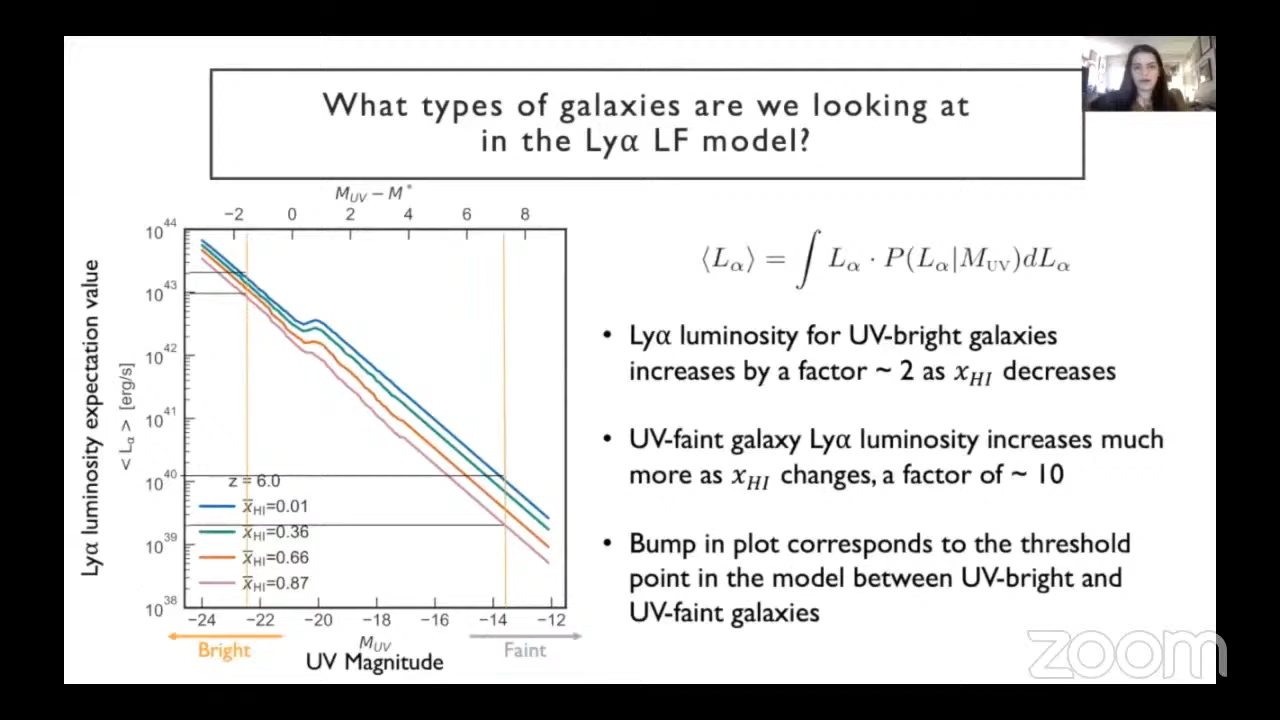 What types of galaxies are we looking at
in the Lyα LF model?
M_UV − M*
−2 0 2 4 6 8
10^44
10^43
10^42
10^41
10^40
10^39
10^38
Lyα luminosity expectation value
< L_α > [erg/s]
z = 6.0
x̅_HI=0.01
x̅_HI=0.36
x̅_HI=0.66
x̅_HI=0.87
−24 −22 −20 −18 −16 −14 −12
M_UV
Bright
UV Magnitude
Faint
⟨L_α⟩ = ∫ L_α · P(L_α|M_UV)dL_α
• Lyα luminosity for UV-bright galaxies
increases by a factor ~ 2 as x_HI decreases
• UV-faint galaxy Lyα luminosity increases much
more as x_HI changes, a factor of ~ 10
• Bump in plot corresponds to the threshold
point in the model between UV-bright and
UV-faint galaxies
zoom